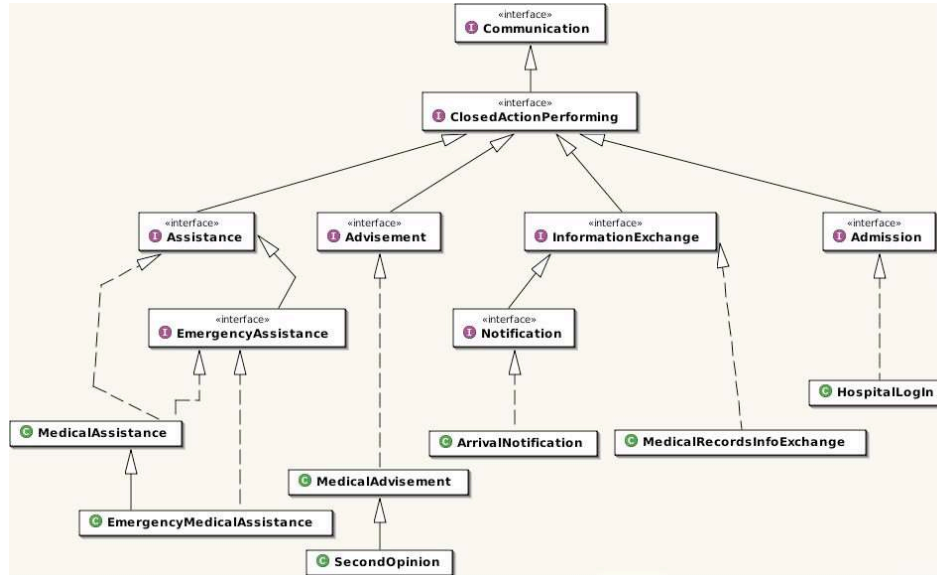 «interface»
I Communication
«interface»
I ClosedActionPerforming
«interface»
I Assistance
«interface»
I Advisement
«interface»
I InformationExchange
«interface»
I Admission
«interface»
I EmergencyAssistance
«interface»
I Notification
C HospitalLogIn
C MedicalAssistance
C ArrivalNotification
C MedicalRecordsInfoExchange
C MedicalAdvisement
C EmergencyMedicalAssistance
C SecondOpinion